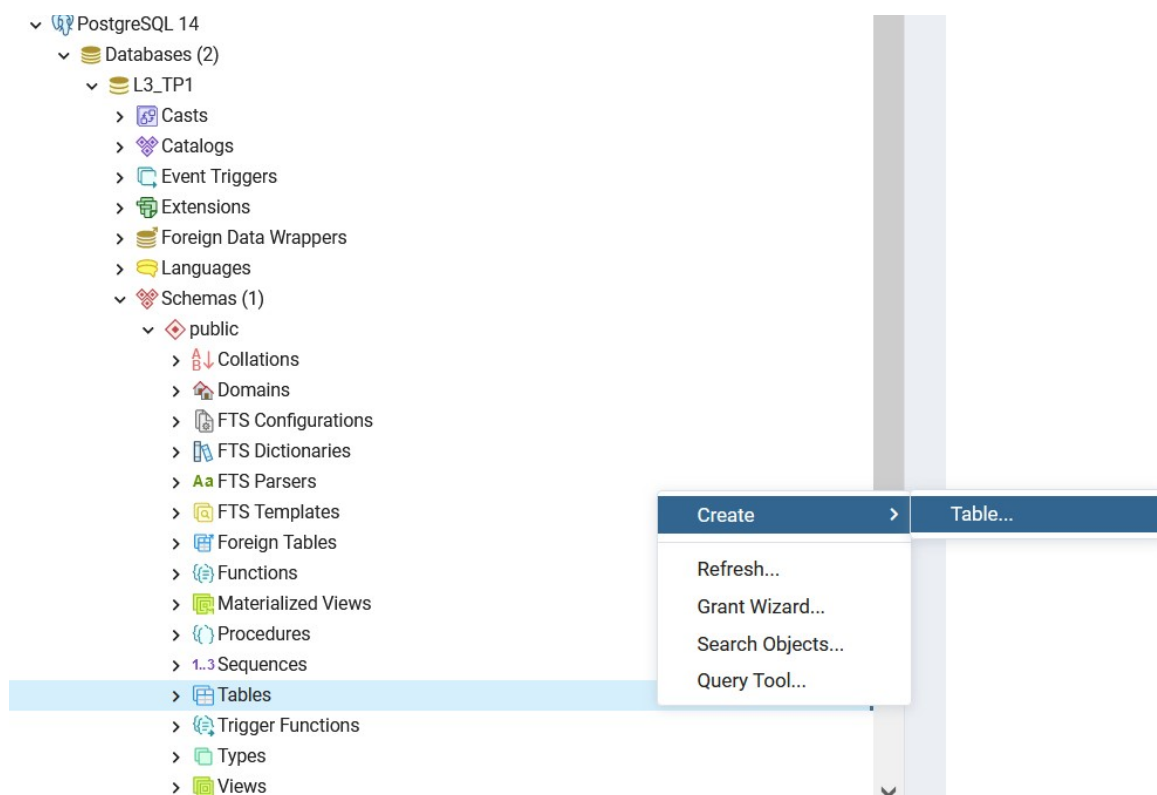 PostgreSQL 14
Databases (2)
L3_TP1
Casts
Catalogs
Event Triggers
Extensions
Foreign Data Wrappers
Languages
Schemas (1)
public
Collations
Domains
FTS Configurations
FTS Dictionaries
Aa FTS Parsers
FTS Templates
Foreign Tables
Functions
Materialized Views
Procedures
1..3 Sequences
Tables
Trigger Functions
Types
Views
Create
Table...
Refresh...
Grant Wizard...
Search Objects...
Query Tool...